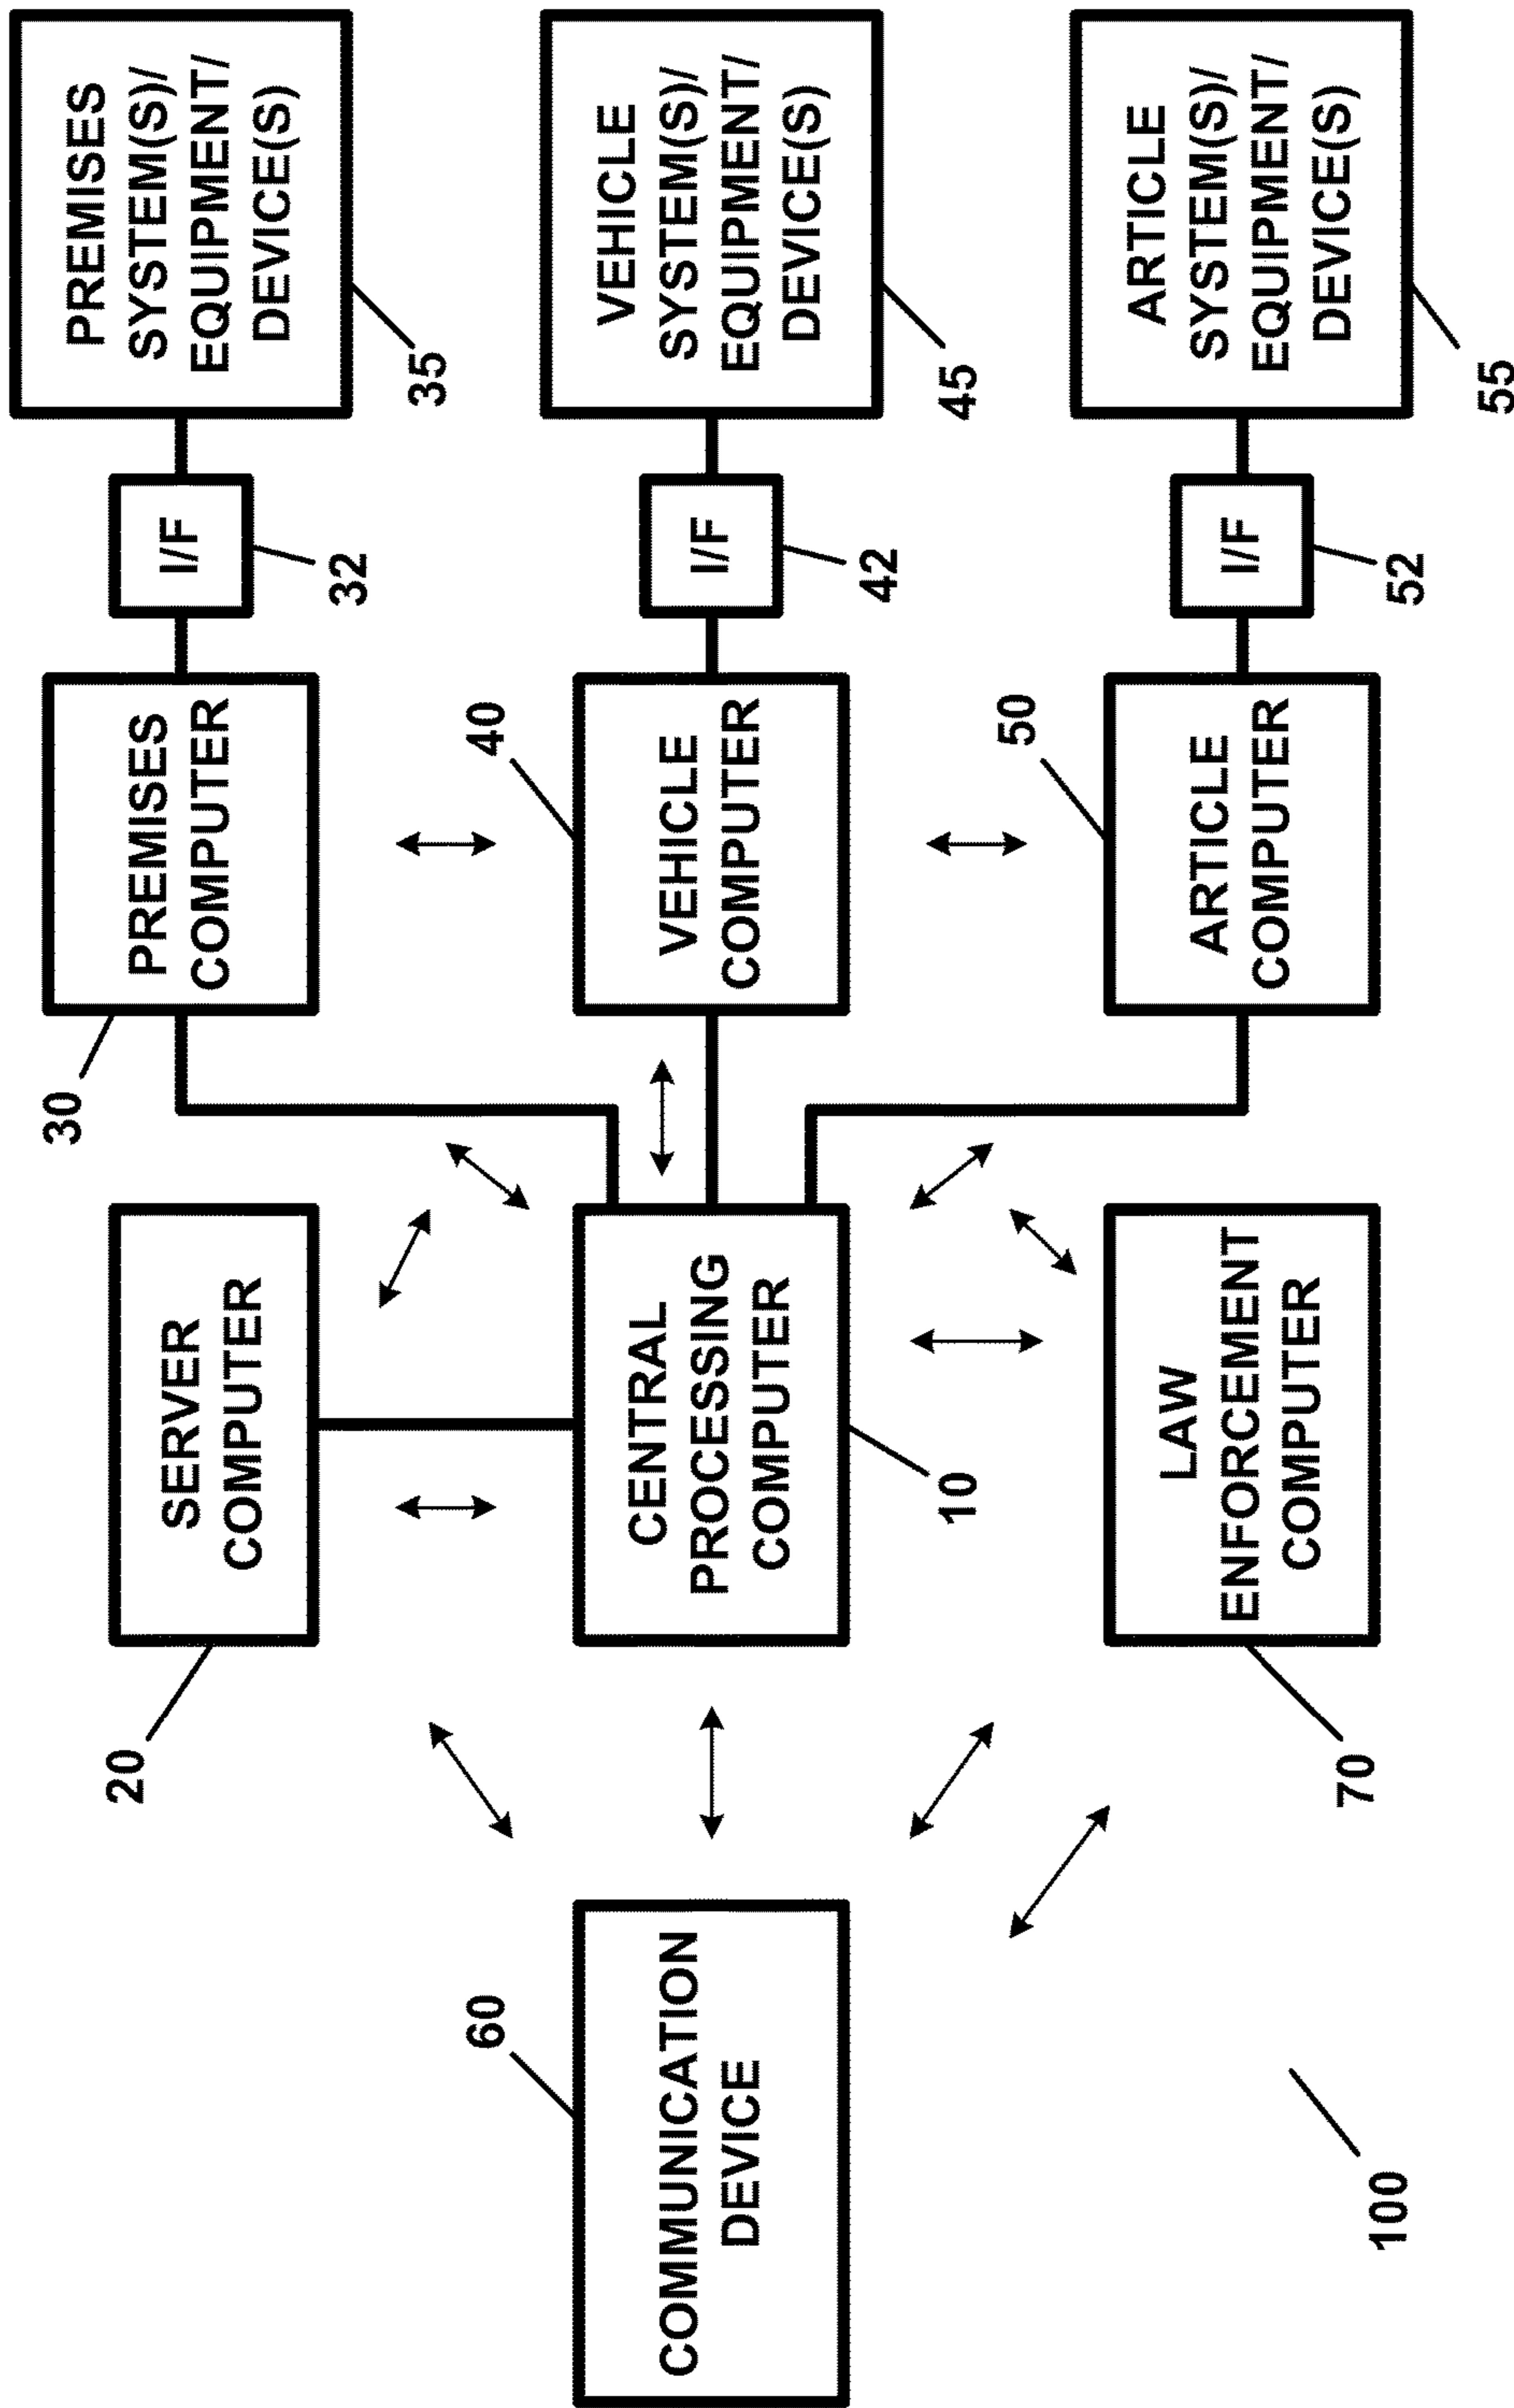 SERVER
COMPUTER
20
PREMISES
COMPUTER
30
I/F
32
PREMISES
SYSTEM(S)/
EQUIPMENT/
DEVICE(S)
35
COMMUNICATION
DEVICE
60
CENTRAL
PROCESSING
COMPUTER
10
VEHICLE
COMPUTER
40
I/F
42
VEHICLE
SYSTEM(S)/
EQUIPMENT/
DEVICE(S)
45
LAW
ENFORCEMENT
COMPUTER
70
ARTICLE
COMPUTER
50
I/F
52
ARTICLE
SYSTEM(S)/
EQUIPMENT/
DEVICE(S)
55
100